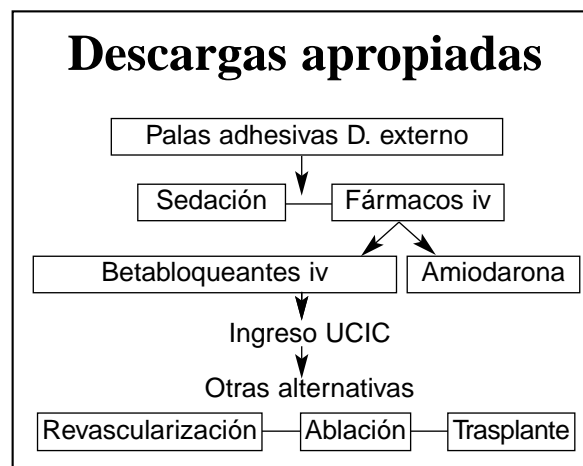 Descargas apropiadas
Palas adhesivas D. externo
Sedación Fármacos iv
Betabloqueantes iv Amiodarona
Ingreso UCIC
Otras alternativas
Revascularización Ablación Trasplante